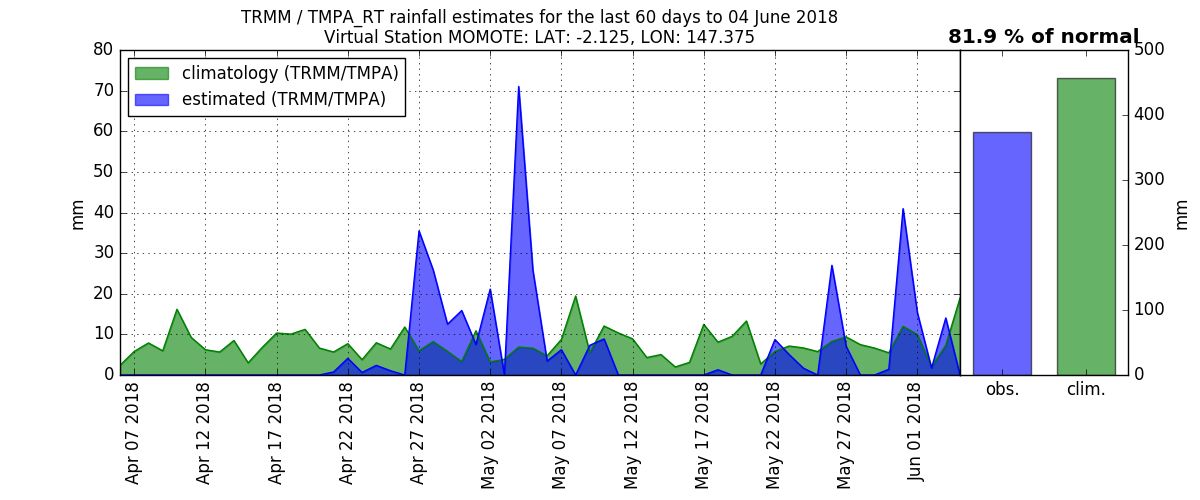 TRMM / TMPA_RT rainfall estimates for the last 60 days to 04 June 2018
Virtual Station MOMOTE: LAT: -2.125, LON: 147.375
81.9 % of normal
climatology (TRMM/TMPA)
estimated (TRMM/TMPA)
80
70
60
50
40
30
20
10
0
mm
Apr 07 2018
Apr 12 2018
Apr 17 2018
Apr 22 2018
Apr 27 2018
May 02 2018
May 07 2018
May 12 2018
May 17 2018
May 22 2018
May 27 2018
Jun 01 2018
obs.
clim.
500
400
300
200
100
0
mm